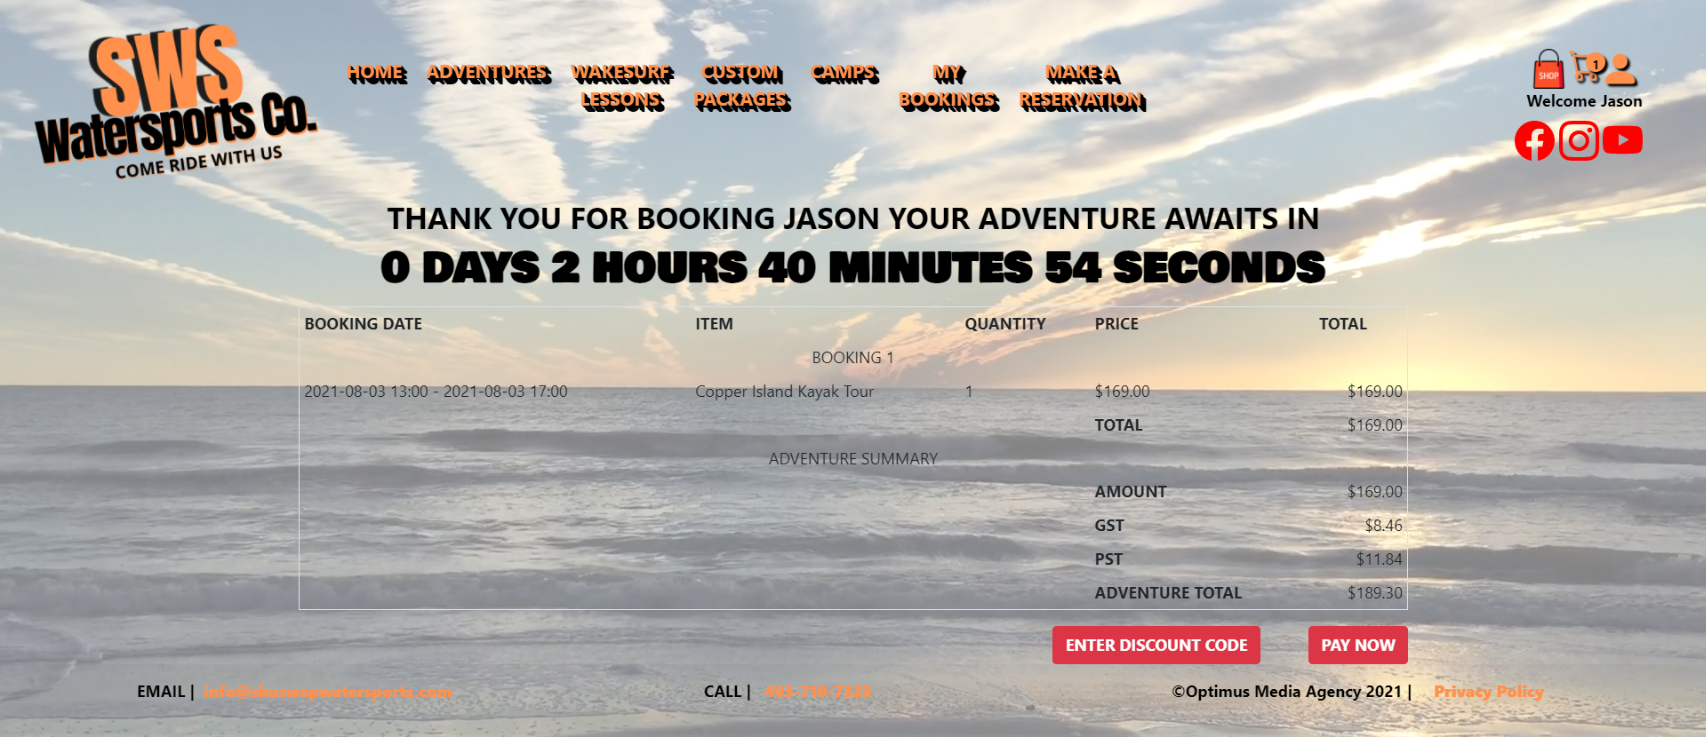 SWS
Watersports Co.
COME RIDE WITH US
HOME
ADVENTURES
WAKESURF
LESSONS
CUSTOM
PACKAGES
CAMPS
MY
BOOKINGS
MAKE A
RESERVATION
SHOP
1
Welcome Jason
THANK YOU FOR BOOKING JASON YOUR ADVENTURE AWAITS IN
0 DAYS 2 HOURS 40 MINUTES 54 SECONDS
BOOKING DATE ITEM QUANTITY PRICE TOTAL
BOOKING 1
2021-08-03 13:00 - 2021-08-03 17:00 Copper Island Kayak Tour 1 $169.00 $169.00
TOTAL $169.00
ADVENTURE SUMMARY
AMOUNT $169.00
GST $8.46
PST $11.84
ADVENTURE TOTAL $189.30
ENTER DISCOUNT CODE PAY NOW
EMAIL | info@shuswapwatersports.com CALL | 403-710-7323 ©Optimus Media Agency 2021 | Privacy Policy